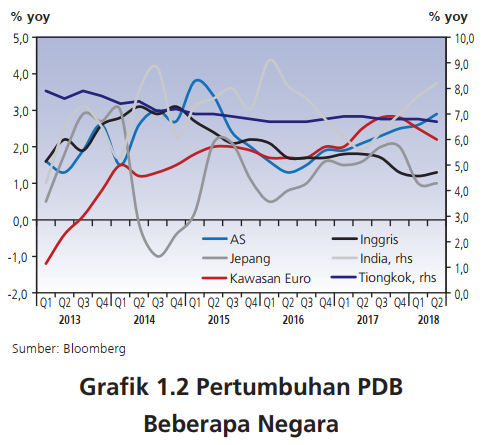 % yoy % yoy
5,0 10,0
9,0
4,0 8,0
3,0 7,0
6,0
2,0 5,0
1,0 4,0
0,0 3,0
AS Inggris
2,0
Jepang India, rhs
-1,0 1,0
Kawasan Euro Tiongkok, rhs
-2,0 0,0
Q1 Q2 Q3 Q4 Q1 Q2 Q3 Q4 Q1 Q2 Q3 Q4 Q1 Q2 Q3 Q4 Q1 Q2 Q3 Q4 Q1 Q2
2013 2014 2015 2016 2017 2018
Sumber: Bloomberg
Grafik 1.2 Pertumbuhan PDB
Beberapa Negara